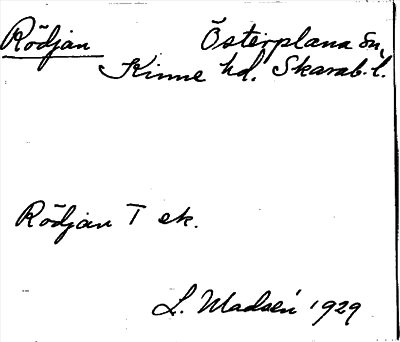 Rödjan Österplana sn,
Kinne hd. Skarab. l.
Rödjan T ek.
L. Madsén 1929